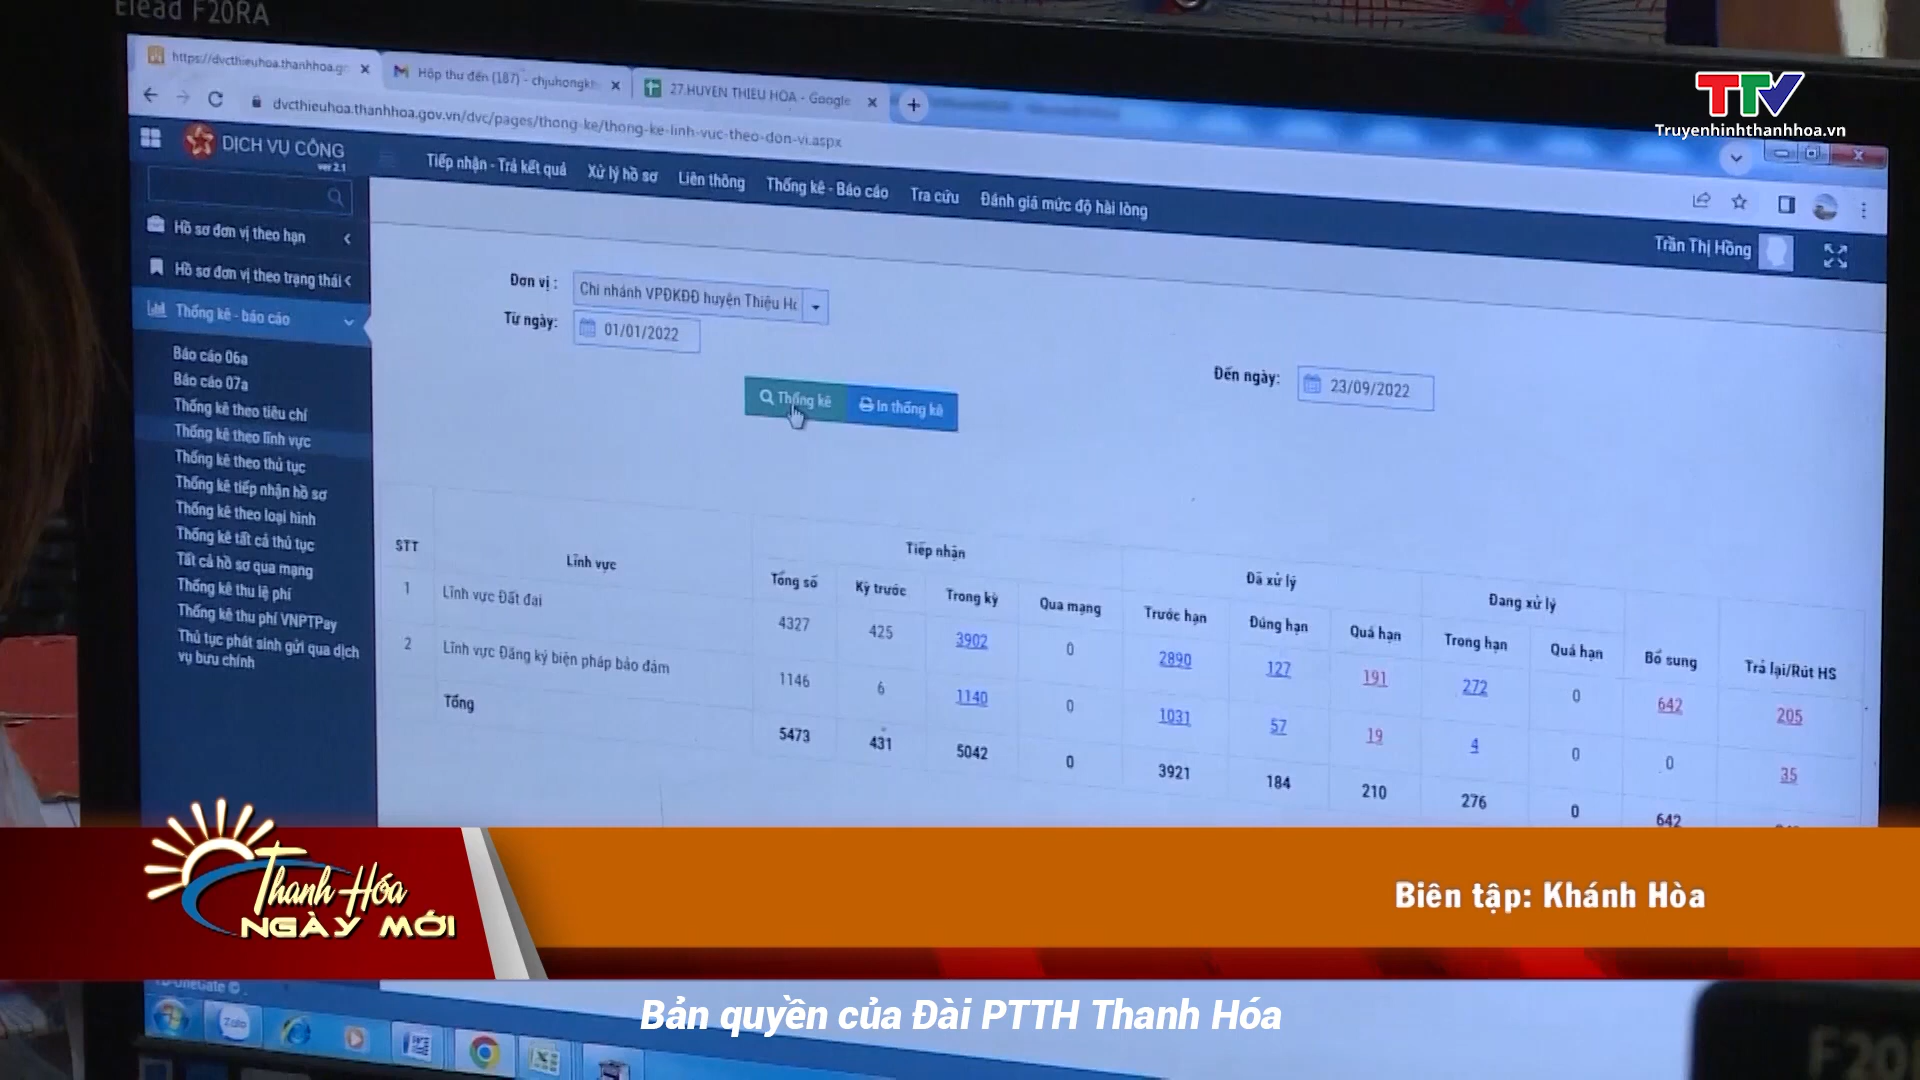 Elead F20RA
https://dvcthieuhoa.thanhhoa.g
Hộp thư đến (187) - chjuhongkh
27.HUYEN THIEU HOA - Google
TTV
Truyenhinhthanhhoa.vn
dvcthieuhoa.thanhhoa.gov.vn/dvc/pages/thong-ke/thong-ke-linh-vuc-theo-don-vi.aspx
DỊCH VỤ CÔNG
ver 2.1
Tiếp nhận - Trả kết quả
Xử lý hồ sơ
Liên thông
Thống kê - Báo cáo
Tra cứu
Đánh giá mức độ hài lòng
Trần Thị Hồng
Hồ sơ đơn vị theo hạn
Hồ sơ đơn vị theo trạng thái
Thống kê - báo cáo
Báo cáo 06a
Báo cáo 07a
Thống kê theo tiêu chí
Thống kê theo lĩnh vực
Thống kê theo thủ tục
Thống kê tiếp nhận hồ sơ
Thống kê theo loại hình
Thống kê tất cả thủ tục
Tất cả hồ sơ qua mạng
Thống kê thu lệ phí
Thống kê thu phí VNPTPay
Thủ tục phát sinh gửi qua dịch
vụ bưu chính
Đơn vị :
Chi nhánh VPĐKĐĐ huyện Thiệu Hó
Từ ngày:
01/01/2022
Đến ngày:
23/09/2022
Thống kê
In thống kê
STT
Lĩnh vực
Tiếp nhận
Đã xử lý
Đang xử lý
Tổng số
Kỳ trước
Trong kỳ
Qua mạng
Trước hạn
Đúng hạn
Quá hạn
Trong hạn
Quá hạn
Bổ sung
Trả lại/Rút HS
1 Lĩnh vực Đất đai 4327 425 3902 0 2890 127 191 272 0 642 205
2 Lĩnh vực Đăng ký biện pháp bảo đảm 1146 6 1140 0 1031 57 19 4 0 0 35
Tổng 5473 431 5042 0 3921 184 210 276 0 642
Thanh Hóa
NGÀY MỚI
Biên tập: Khánh Hòa
Bản quyền của Đài PTTH Thanh Hóa
Zalo